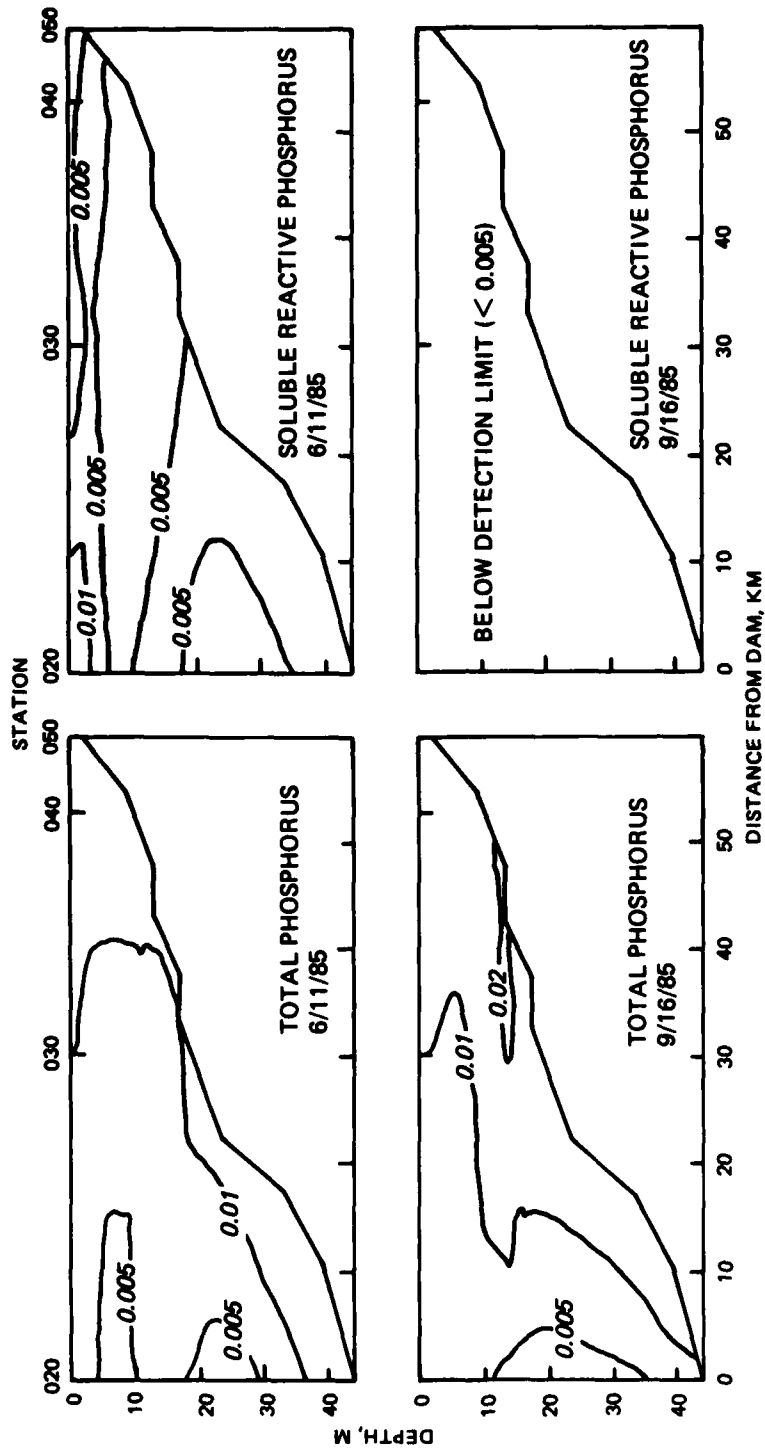 STATION
020 030 040 050
020 030 040 050
0
10
20
30
40
0.005
0.005
0.01
TOTAL PHOSPHORUS
6/11/85
0.01
0.005
0.005
0.005
0.005
SOLUBLE REACTIVE PHOSPHORUS
6/11/85
DEPTH, M
0
10
20
30
40
0.005
0.01
0.02
TOTAL PHOSPHORUS
9/16/85
0 10 20 30 40 50
BELOW DETECTION LIMIT (< 0.005)
SOLUBLE REACTIVE PHOSPHORUS
9/16/85
0 10 20 30 40 50
DISTANCE FROM DAM, KM